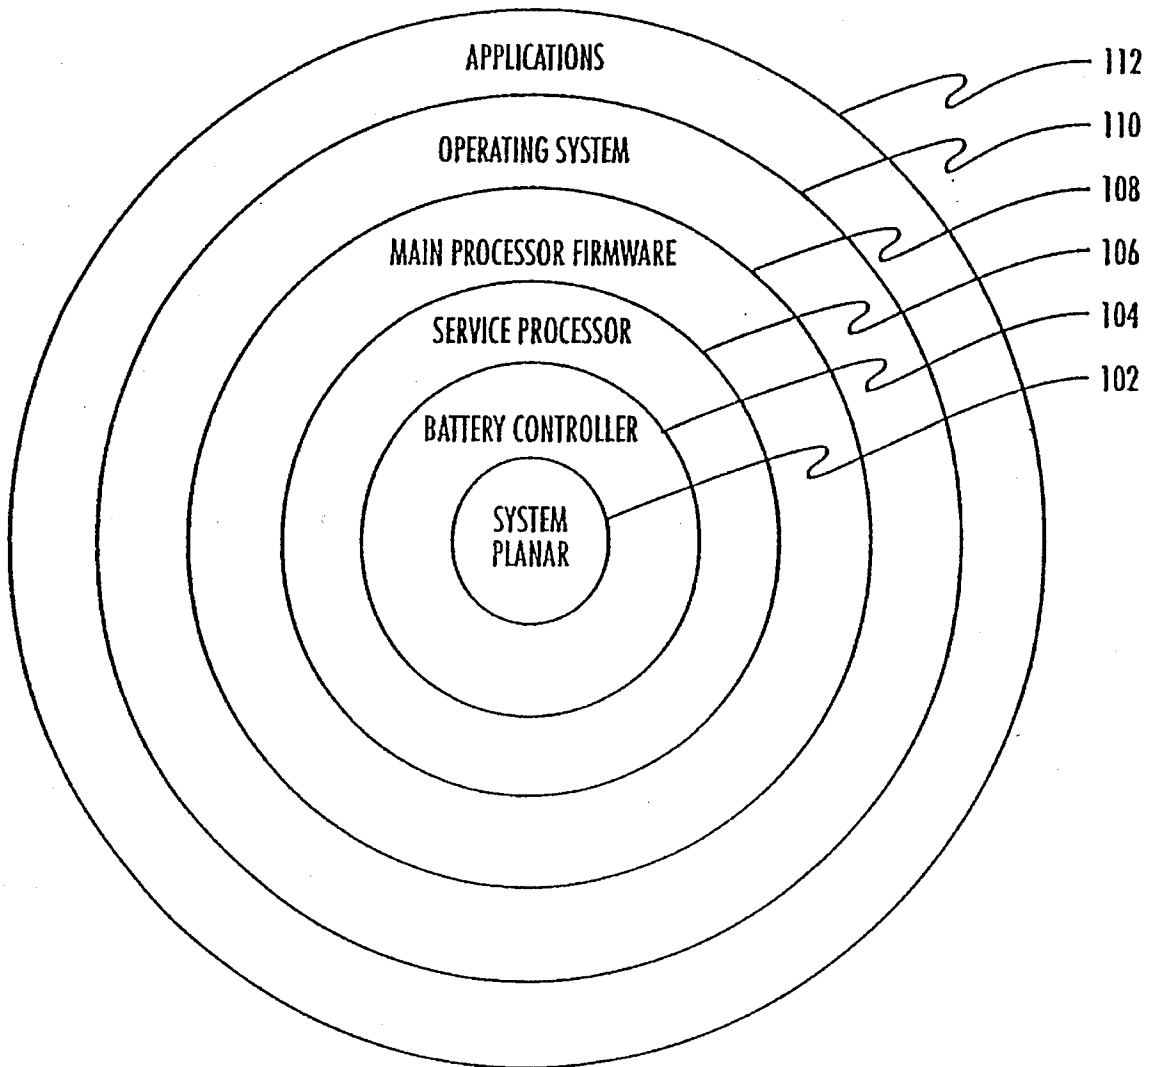 APPLICATIONS
112
OPERATING SYSTEM
110
108
MAIN PROCESSOR FIRMWARE
106
SERVICE PROCESSOR
104
102
BATTERY CONTROLLER
SYSTEM
PLANAR